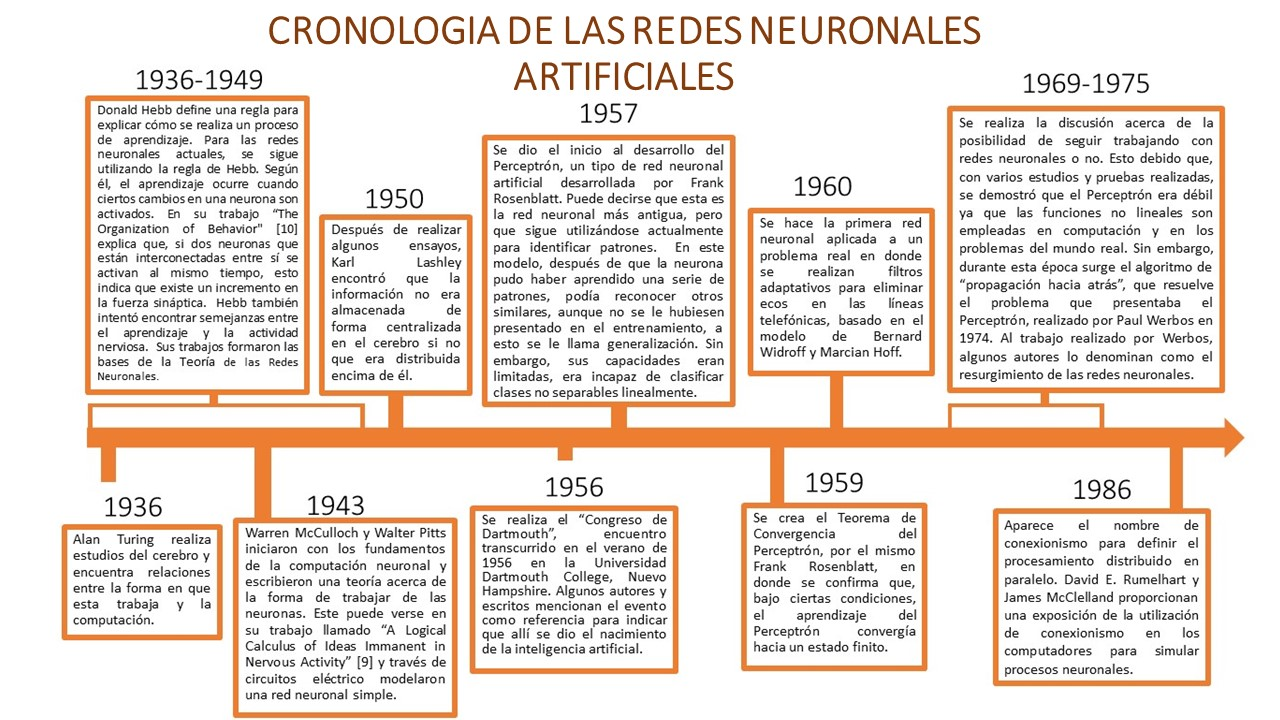 CRONOLOGIA DE LAS REDES NEURONALES
ARTIFICIALES
1936-1949
Donald Hebb define una regla para
explicar cómo se realiza un proceso
de aprendizaje. Para las redes
neuronales actuales, se sigue
utilizando la regla de Hebb. Según
él, el aprendizaje ocurre cuando
ciertos cambios en una neurona son
activados. En su trabajo “The
Organization of Behavior" [10]
explica que, si dos neuronas que
están interconectadas entre sí se
activan al mismo tiempo, esto
indica que existe un incremento en
la fuerza sináptica. Hebb también
intentó encontrar semejanzas entre
el aprendizaje y la actividad
nerviosa. Sus trabajos formaron las
bases de la Teoría de las Redes
Neuronales.
1950
Después de realizar
algunos ensayos,
Karl Lashley
encontró que la
información no era
almacenada de
forma centralizada
en el cerebro si no
que era distribuida
encima de él.
1957
Se dio el inicio al desarrollo del
Perceptrón, un tipo de red neuronal
artificial desarrollada por Frank
Rosenblatt. Puede decirse que esta es
la red neuronal más antigua, pero
que sigue utilizándose actualmente
para identificar patrones. En este
modelo, después de que la neurona
pudo haber aprendido una serie de
patrones, podía reconocer otros
similares, aunque no se le hubiesen
presentado en el entrenamiento, a
esto se le llama generalización. Sin
embargo, sus capacidades eran
limitadas, era incapaz de clasificar
clases no separables linealmente.
1960
Se hace la primera red
neuronal aplicada a un
problema real en donde
se realizan filtros
adaptativos para eliminar
ecos en las líneas
telefónicas, basado en el
modelo de Bernard
Widroff y Marcian Hoff.
1969-1975
Se realiza la discusión acerca de la
posibilidad de seguir trabajando con
redes neuronales o no. Esto debido que,
con varios estudios y pruebas realizadas,
se demostró que el Perceptrón era débil
ya que las funciones no lineales son
empleadas en computación y en los
problemas del mundo real. Sin embargo,
durante esta época surge el algoritmo de
“propagación hacia atrás”, que resuelve
el problema que presentaba el
Perceptrón, realizado por Paul Werbos en
1974. Al trabajo realizado por Werbos,
algunos autores lo denominan como el
resurgimiento de las redes neuronales.
1936
Alan Turing realiza
estudios del cerebro y
encuentra relaciones
entre la forma en que
esta trabaja y la
computación.
1943
Warren McCulloch y Walter Pitts
iniciaron con los fundamentos
de la computación neuronal y
escribieron una teoría acerca de
la forma de trabajar de las
neuronas. Este puede verse en
su trabajo llamado “A Logical
Calculus of Ideas Immanent in
Nervous Activity” [9] y través de
circuitos eléctrico modelaron
una red neuronal simple.
1956
Se realiza el “Congreso de
Dartmouth”, encuentro
transcurrido en el verano de
1956 en la Universidad
Dartmouth College, Nuevo
Hampshire. Algunos autores y
escritos mencionan el evento
como referencia para indicar
que allí se dio el nacimiento
de la inteligencia artificial.
1959
Se crea el Teorema de
Convergencia del
Perceptrón, por el mismo
Frank Rosenblatt, en
donde se confirma que,
bajo ciertas condiciones,
el aprendizaje del
Perceptrón convergía
hacia un estado finito.
1986
Aparece el nombre de
conexionismo para definir el
procesamiento distribuido en
paralelo. David E. Rumelhart y
James McClelland proporcionan
una exposición de la utilización
de conexionismo en los
computadores para simular
procesos neuronales.